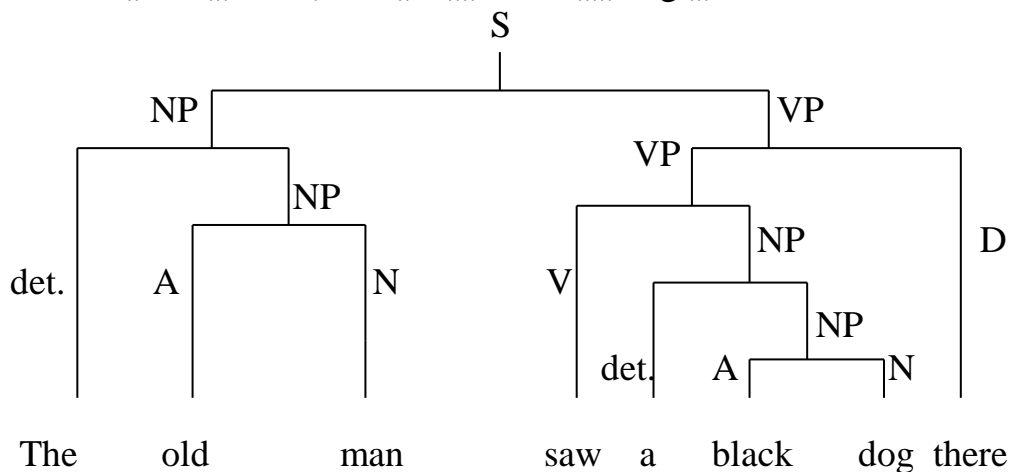 S
NP VP
VP
NP
NP D
det. A N V
NP
det. A N
The old man saw a black dog there